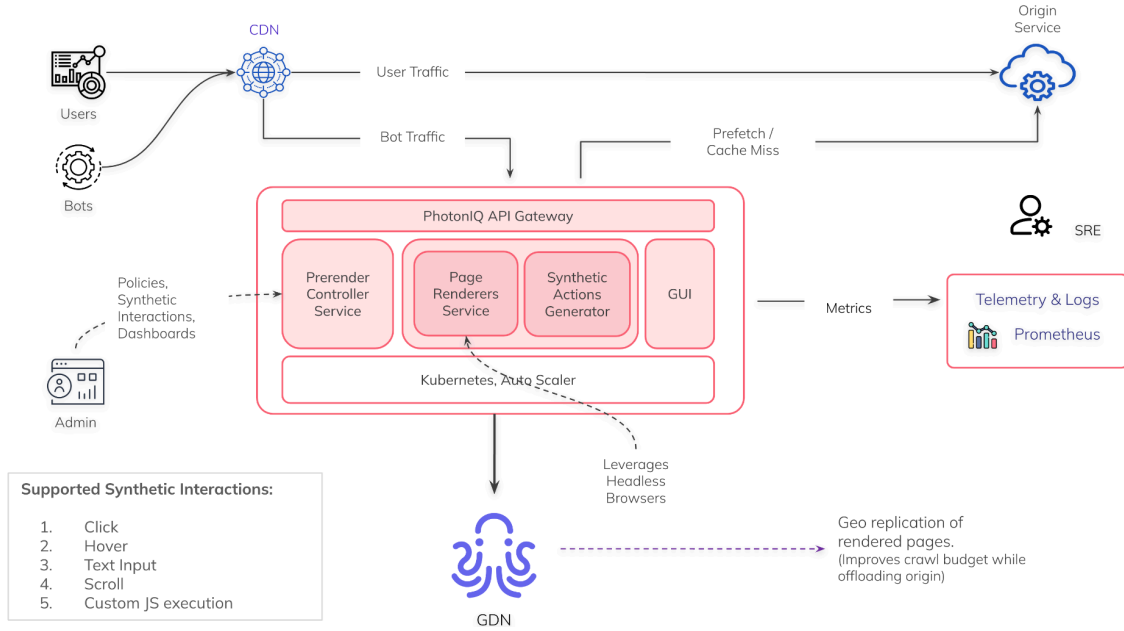 CDN
Origin
Service
User Traffic
Users
Bot Traffic
Prefetch /
Cache Miss
Bots
PhotonIQ API Gateway
SRE
Prerender
Controller
Service
Page
Renderers
Service
Synthetic
Actions
Generator
GUI
Policies,
Synthetic
Interactions,
Dashboards
Metrics
Telemetry & Logs
Prometheus
Kubernetes, Auto Scaler
Admin
Leverages
Headless
Browsers
Supported Synthetic Interactions:
1. Click
2. Hover
3. Text Input
4. Scroll
5. Custom JS execution
Geo replication of
rendered pages.
(Improves crawl budget while
offloading origin)
GDN